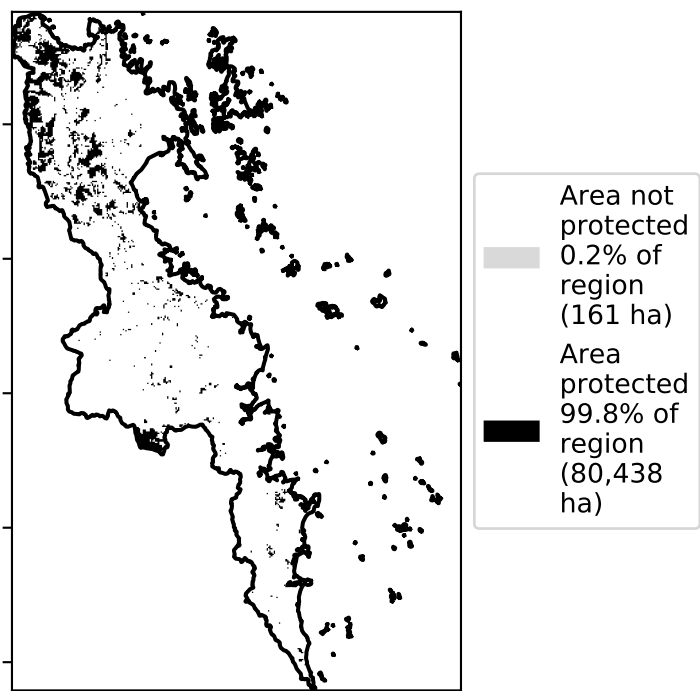 Area not
protected
0.2% of
region
(161 ha)
Area
protected
99.8% of
region
(80,438
ha)